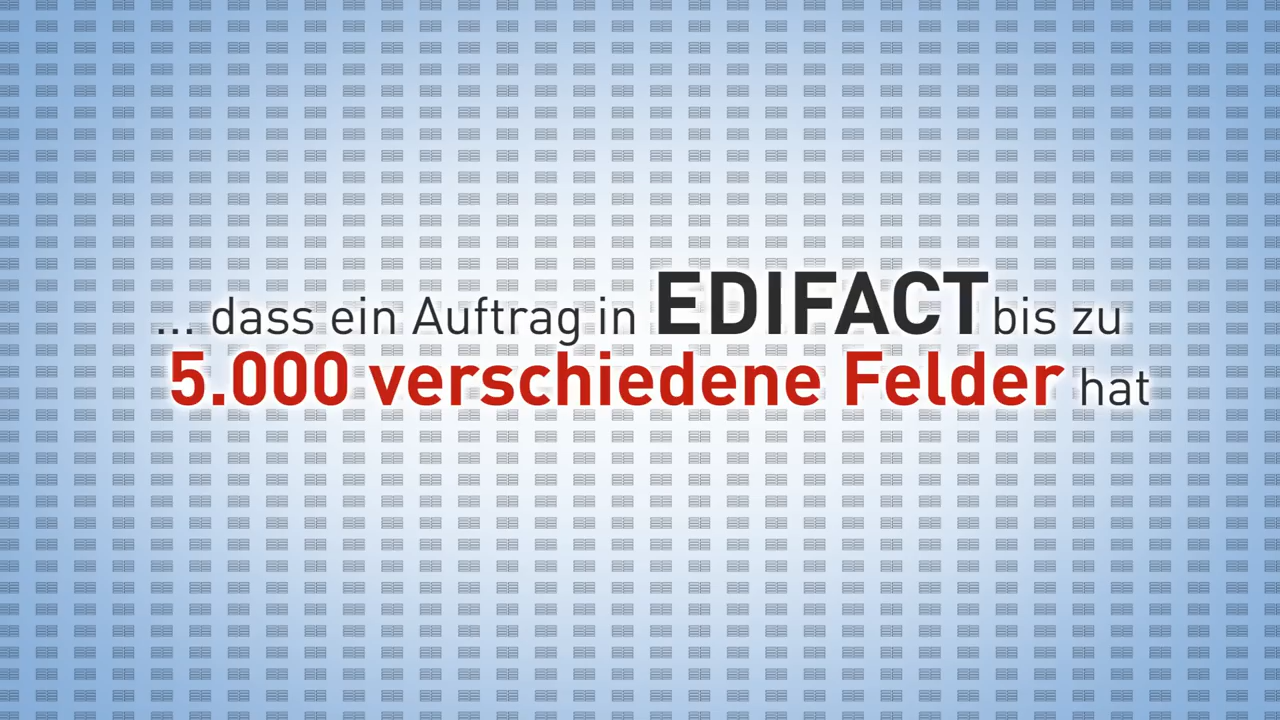 ... dass ein Auftrag in EDIFACT bis zu
5.000 verschiedene Felder hat